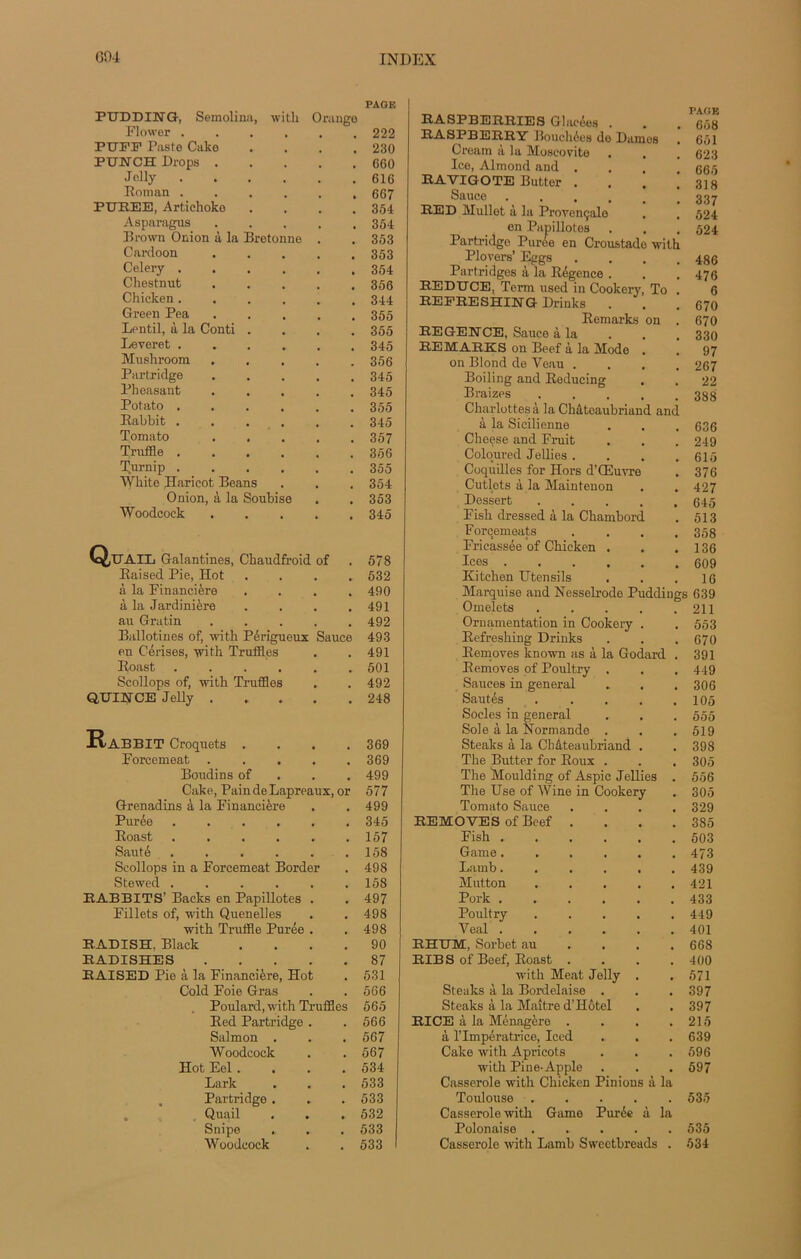 694 INDEX
PAGE
PUDDING, Semolina, with Orange
Flower . . . . . . 222
PUFF Paste Cake . . . . 230
PUNCH Drops . . . . . 660
Jelly . . . . . . 616
Roman . . . . . . 667
PUREE, Artichoke . . . . 354
Asparagus . . . . . 354
Brown Onion à la Bretonne . . 353
Cardoon . . . . . 353
Celery . . . . . . 354
Chestnut . . . . . 356
Chicken . . . . . . 344
Green Pea . . . . . 355
Lentil, à la Conti . . . . 355
Leveret . . . . . . 345
Mushroom . . . . . 356
Partridge . . . . . 345
Pheasant . . . . . 345
Potato . . . . . . 355
Rabbit . . . . . . 345
Tomato . . . . . 357
Truffle . . . . . . 356
Turnip . . . . . . 355
White Haricot Beans . . . 354
Onion, à la Soubise . . 353
Woodcock . . . . . 345
QUAIL Galantines, Chaudfroid of . 578
Raised Pie, Hot . . . . 532
à la Financière . . . . 490
à la Jardinière . . . . 491
au Gratin . . . . . 492
Ballotines of, with Périgueux Sauce 493
en Cérises, with Truffles . . 491
Roast . . . . . . 501
Scollops of, with Truffles . . 492
QUINCE Jelly . . . . . 248
RABBIT Croquets . . . . 369
Forcemeat . . . . . 369
Boudins of . . . 499
Cake, Pain de Lapreaux, or 577
Grenadins à la Financière . . 499
Purée . . . . . . 345
Roast . . . . . . 157
Sauté . . . . . . 158
Scollops in a Forcemeat Border . 498
Stewed . . . . . . 158
RABBITS' Backs en Papillotes . . 497
Fillets of, with Quenelles . . 498
with Truffle Purée . . 498
RADISH, Black . . . . 90
RADISHES . . . . . 87
RAISED Pie à la Financière, Hot . 531
Cold Foie Gras . . 566
Poulard, with Truffles 565
Red Partridge . . 566
Salmon . . . 567
Woodcock . . 567
Hot Eel . . . . 534
Lark . . . 533
Partridge . . . 533
Quail . . . 532
Snipe . . . 533
Woodcock . . 533
PAGE
RASPBERRIES Glacées . . . 658
RASPBERRY Bouchées de Dames . 651
Cream à la Moscovite . . . 623
Ice, Almond and . . . . 665
RAVIGOTE Butter . . . . 318
Sauce . . . . . . 337
RED Mullet à la Provençale . . 524
en Papillotes . . . 524
Partridge Purée en Croustade with
Plovers' Eggs . . . . 486
Partridges à la Régence . . . 476
REDUCE, Term used in Cookery, To . 6
REFRESHING Drinks . . . 670
Remarks on . 670
REGENCE, Sauce à la . . . 330
REMARKS on Beef à la Mode . . 97
on Blond de Veau . . . . 267
Boiling and Reducing . . 22
Braizes . . . . . 388
Charlottes à la Châteaubriand and
à la Sicilienne . . . 636
Cheese and Fruit . . . 249
Coloured Jellies . . . . 615
Coquilles for Hors d'Œuvre . 376
Cutlets à la Maintenon . . 427
Dessert . . . . . 645
Fish dressed à la Chambord . 513
Forcemeats . . . . 358
Fricassée of Chicken . . . 136
Ices . . . . . . 609
Kitchen Utensils . . . 16
Marquise and Nesselrode Puddings 639
Omelets . . . . . 211
Ornamentation in Cookery . . 553
Refreshing Drinks . . . 670
Removes known as à la Godard . 391
Removes of Poultry . . . 449
Sauces in general . . . 306
Sautés . . . . . 105
Socles in general . . . 555
Sole à la Normande . . . 519
Steaks à la Châteaubriand . . 398
The Butter for Roux . . . 305
The Moulding of Aspic Jellies . 556
The Use of Wine in Cookery . 305
Tomato Sauce . . . . 329
REMOVES of Beef . . . . 385
Fish . . . . . . 503
Game . . . . . . 473
Lamb . . . . . . 439
Mutton . . . . . 421
Pork . . . . . . 433
Poultry . . . . . 449
Veal . . . . . . 401
RHUM, Sorbet au . . . . 668
RIBS of Beef, Roast . . . . 400
with Meat Jelly . . 571
Steaks à la Bordelaise . . . 397
Steaks à la Maître d'Hôtel . . 397
RICE à la Ménagère . . . . 215
à l'Impératrice, Iced . . . 639
Cake with Apricots . . . 596
with Pine-Apple . . . 597
Casserole with Chicken Pinions à la
Toulouse . . . . . 535
Casserole with Game Purée à la
Polonaise . . . . . 535
Casserole with Lamb Sweetbreads . 534